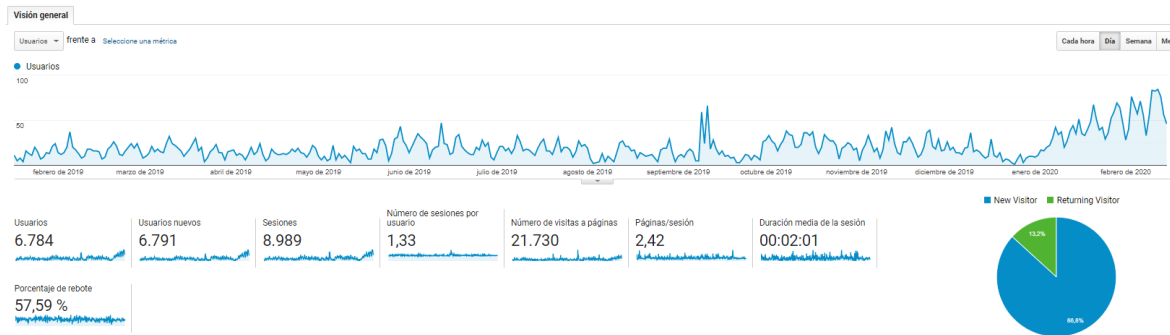 Visión general
Usuarios frente a Seleccione una métrica
Cada hora Día Semana Me
Usuarios
100
50
febrero de 2019 marzo de 2019 abril de 2019 mayo de 2019 junio de 2019 julio de 2019 agosto de 2019 septiembre de 2019 octubre de 2019 noviembre de 2019 diciembre de 2019 enero de 2020 febrero de 2020
New Visitor Returning Visitor
Usuarios
6.784
Usuarios nuevos
6.791
Sesiones
8.989
Número de sesiones por
usuario
1,33
Número de visitas a páginas
21.730
Páginas/sesión
2,42
Duración media de la sesión
00:02:01
Porcentaje de rebote
57,59 %
13,2%
86,8%